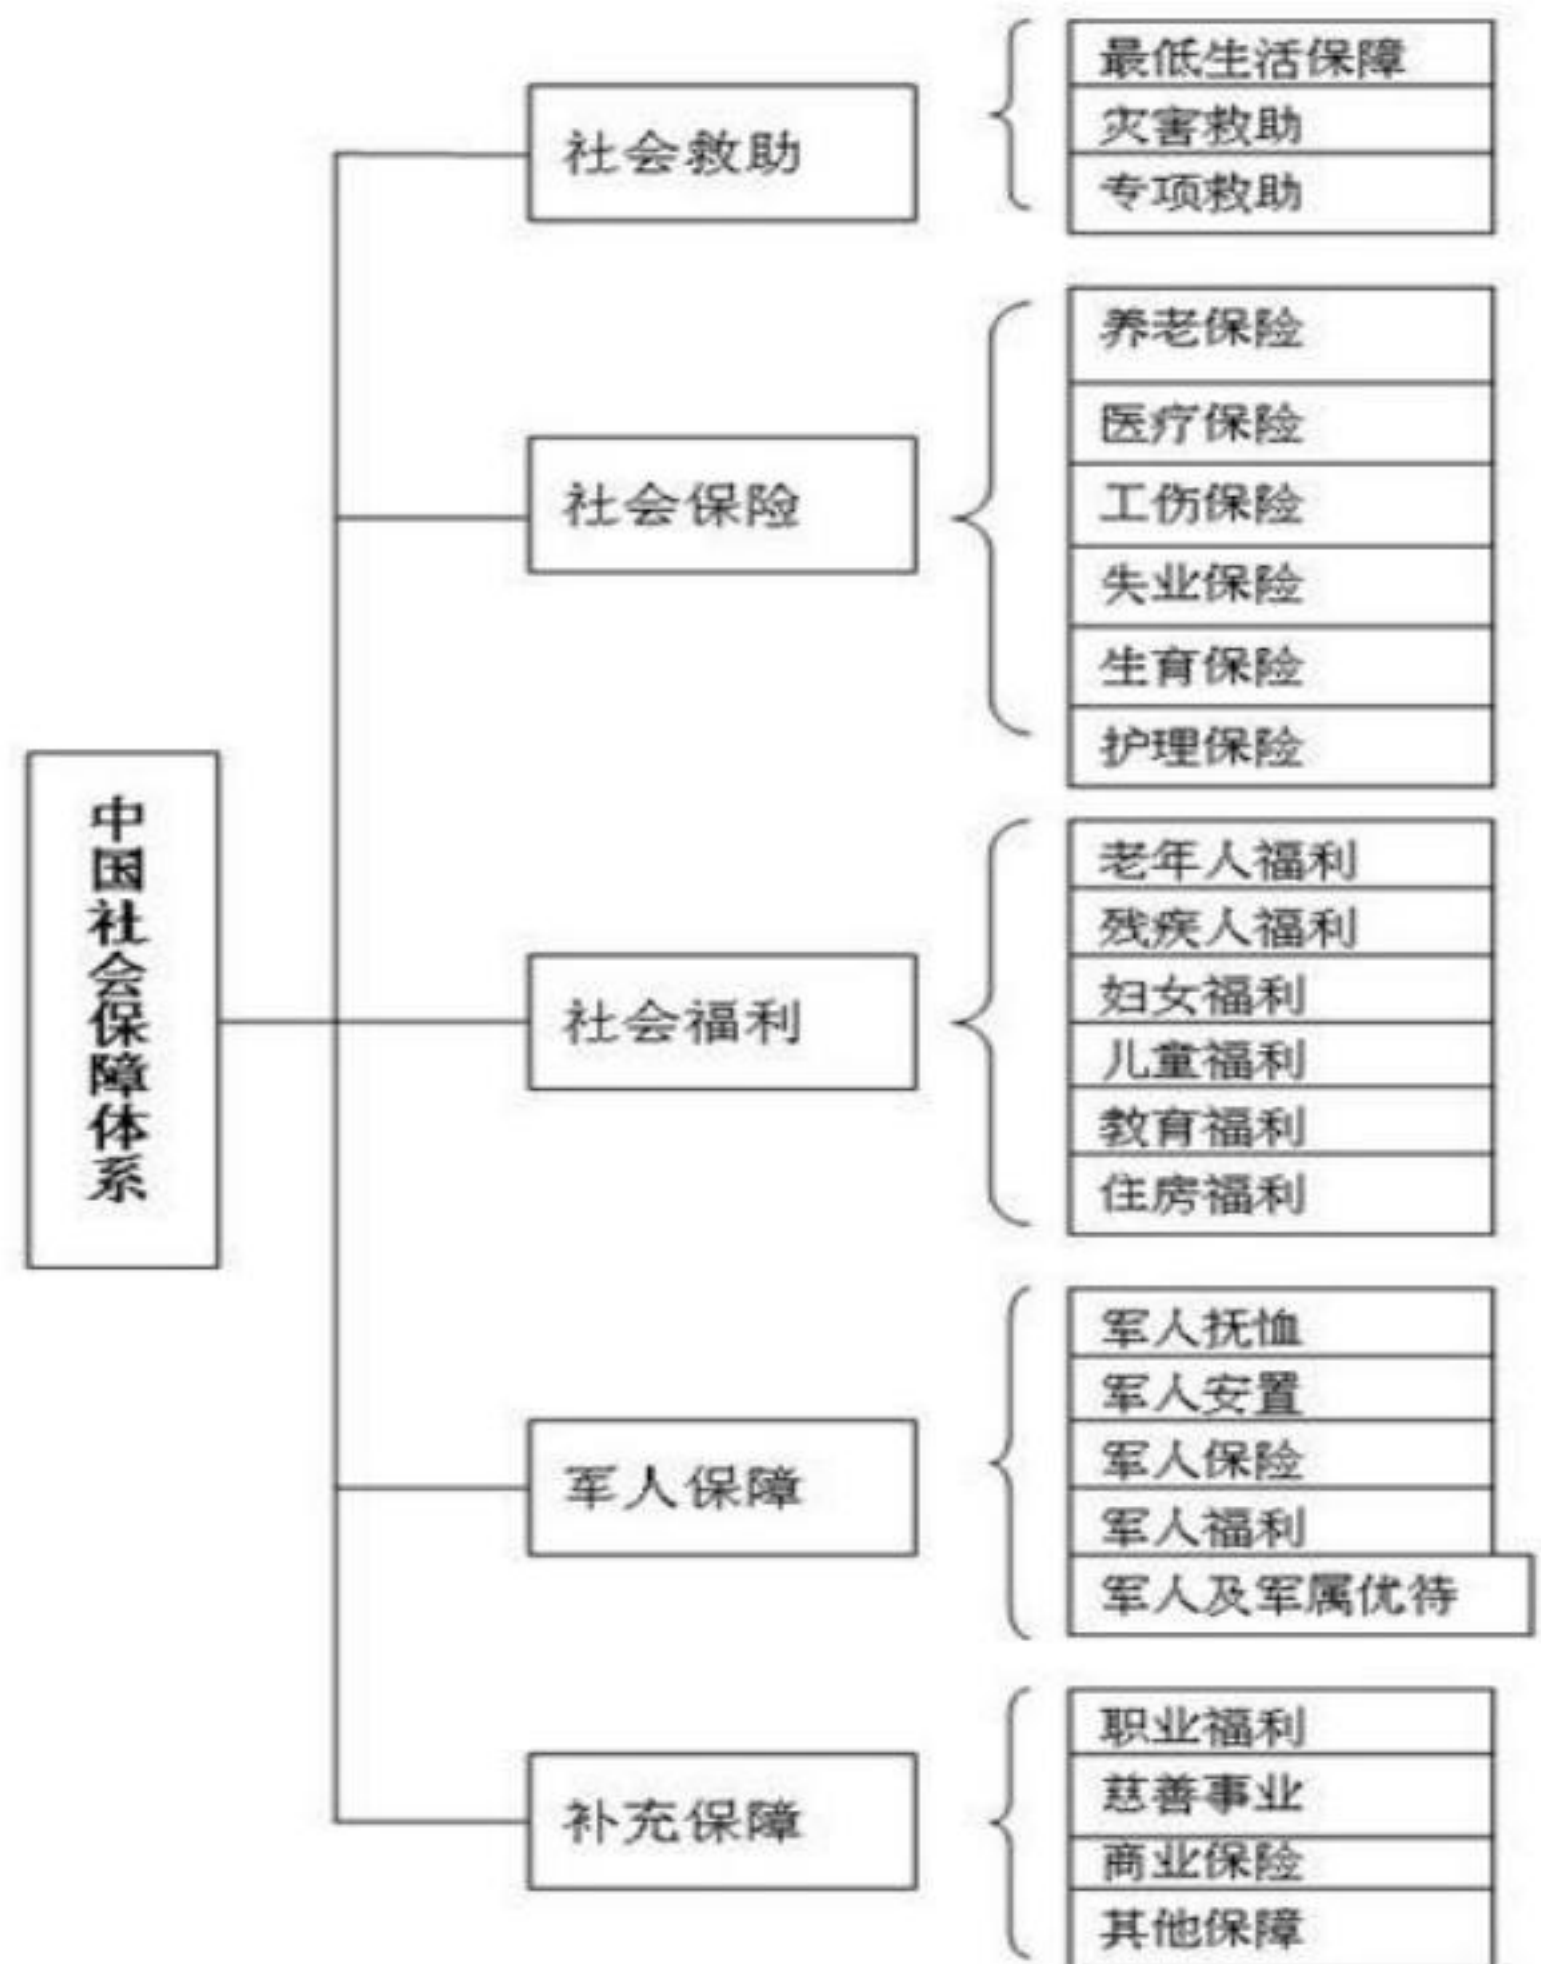 中国社会保障体系
社会救助
最低生活保障
灾害救助
专项救助
社会保险
养老保险
医疗保险
工伤保险
失业保险
生育保险
护理保险
社会福利
老年人福利
残疾人福利
妇女福利
儿童福利
教育福利
住房福利
军人保障
军人抚恤
军人安置
军人保险
军人福利
军人及军属优待
补充保障
职业福利
慈善事业
商业保险
其他保障